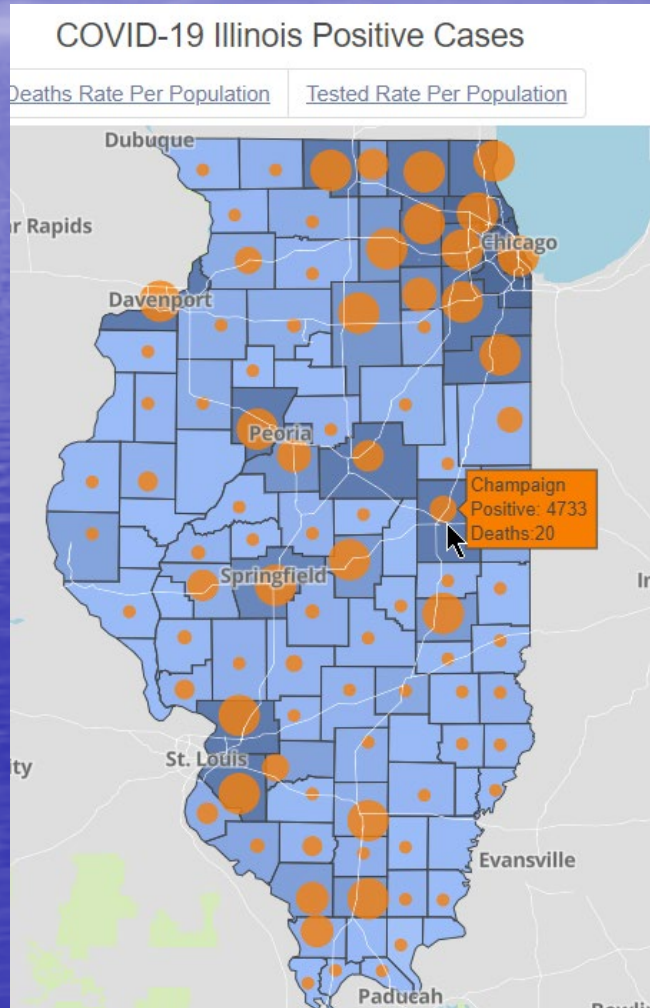 COVID-19 Illinois Positive Cases
Deaths Rate Per Population
Tested Rate Per Population
Dubuque
Rapids
Chicago
Davenport
Peoria
Champaign
Positive: 4733
Deaths:20
Springfield
St. Louis
Evansville
Paducah